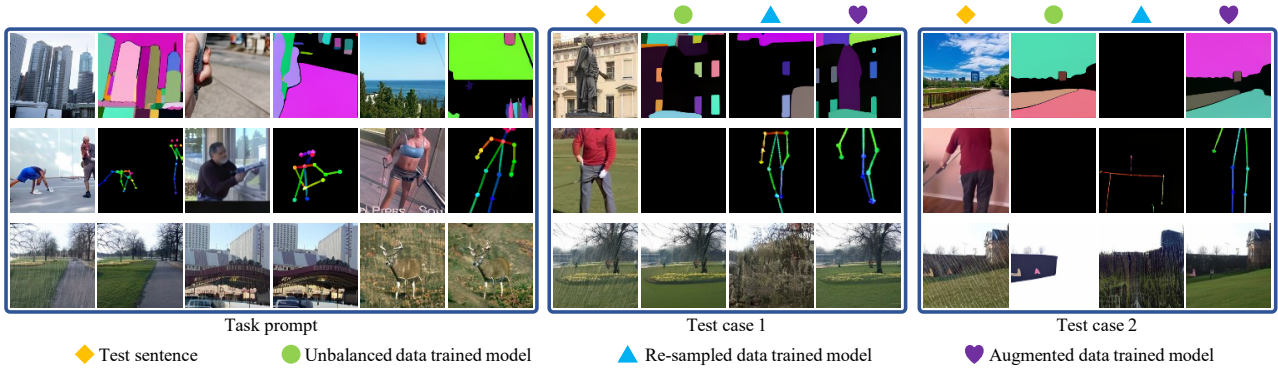 Task prompt
Test case 1
Test case 2
Test sentence
Unbalanced data trained model
Re-sampled data trained model
Augmented data trained model